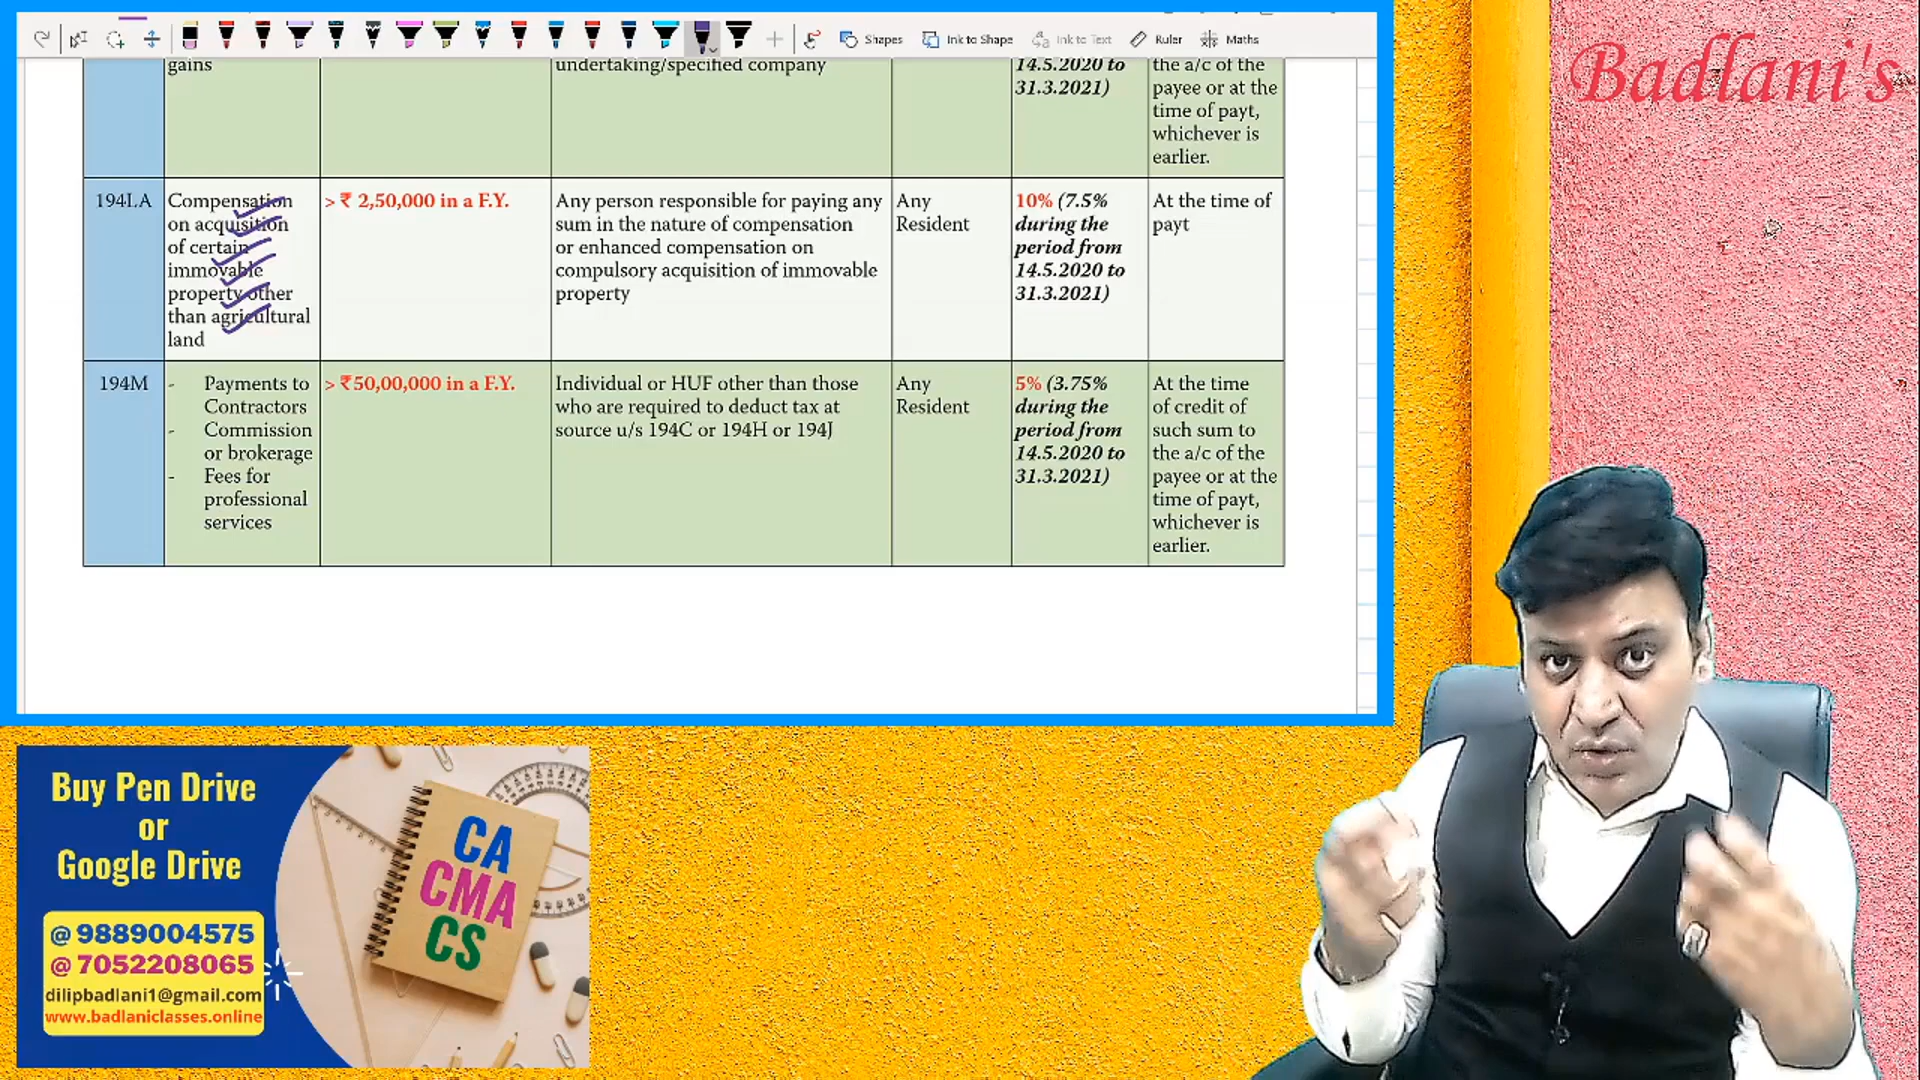 Shapes
Ink to Shape
Ink to Text
Ruler
Maths
Badlani's
gains
undertaking/specified company
14.5.2020 to
31.3.2021)
the a/c of the
payee or at the
time of payt,
whichever is
earlier.
194LA
Compensation
on acquisition
of certain
immovable
property other
than agricultural
land
> ₹ 2,50,000 in a F.Y.
Any person responsible for paying any
sum in the nature of compensation
or enhanced compensation on
compulsory acquisition of immovable
property
Any
Resident
10% (7.5%
during the
period from
14.5.2020 to
31.3.2021)
At the time of
payt
194M
- Payments to
Contractors
- Commission
or brokerage
- Fees for
professional
services
> ₹50,00,000 in a F.Y.
Individual or HUF other than those
who are required to deduct tax at
source u/s 194C or 194H or 194J
Any
Resident
5% (3.75%
during the
period from
14.5.2020 to
31.3.2021)
At the time
of credit of
such sum to
the a/c of the
payee or at the
time of payt,
whichever is
earlier.
Buy Pen Drive
or
Google Drive
@ 9889004575
@ 7052208065
dilipbadlani1@gmail.com
www.badlaniclasses.online
CA
CMA
CS